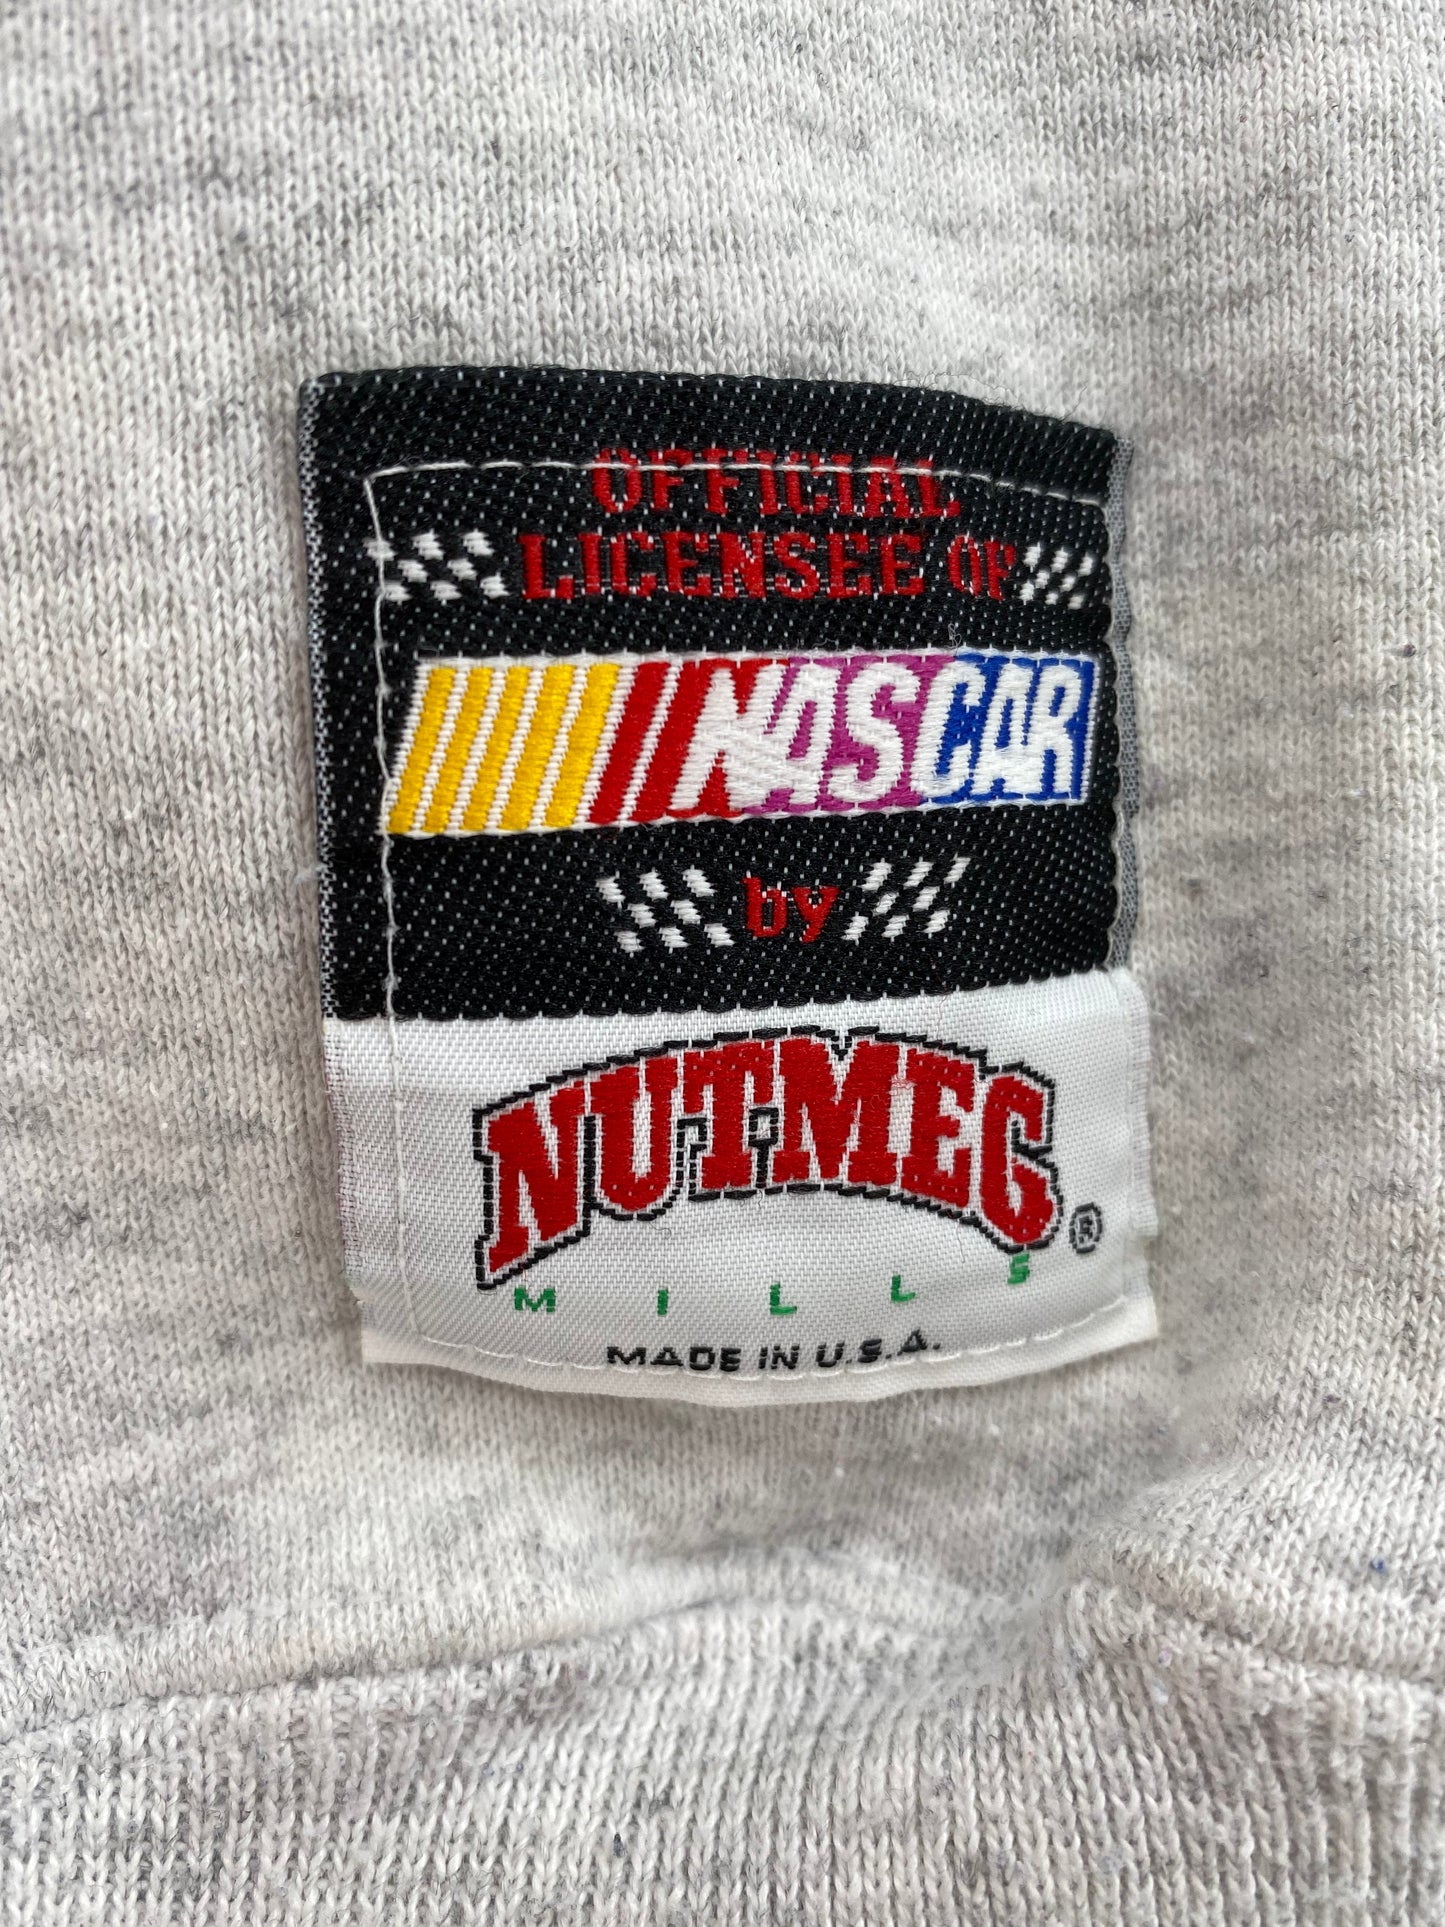 OFFICIAL
LICENSEE OF
NASCAR
by
NUTMEG ®
MILLS
MADE IN U.S.A.